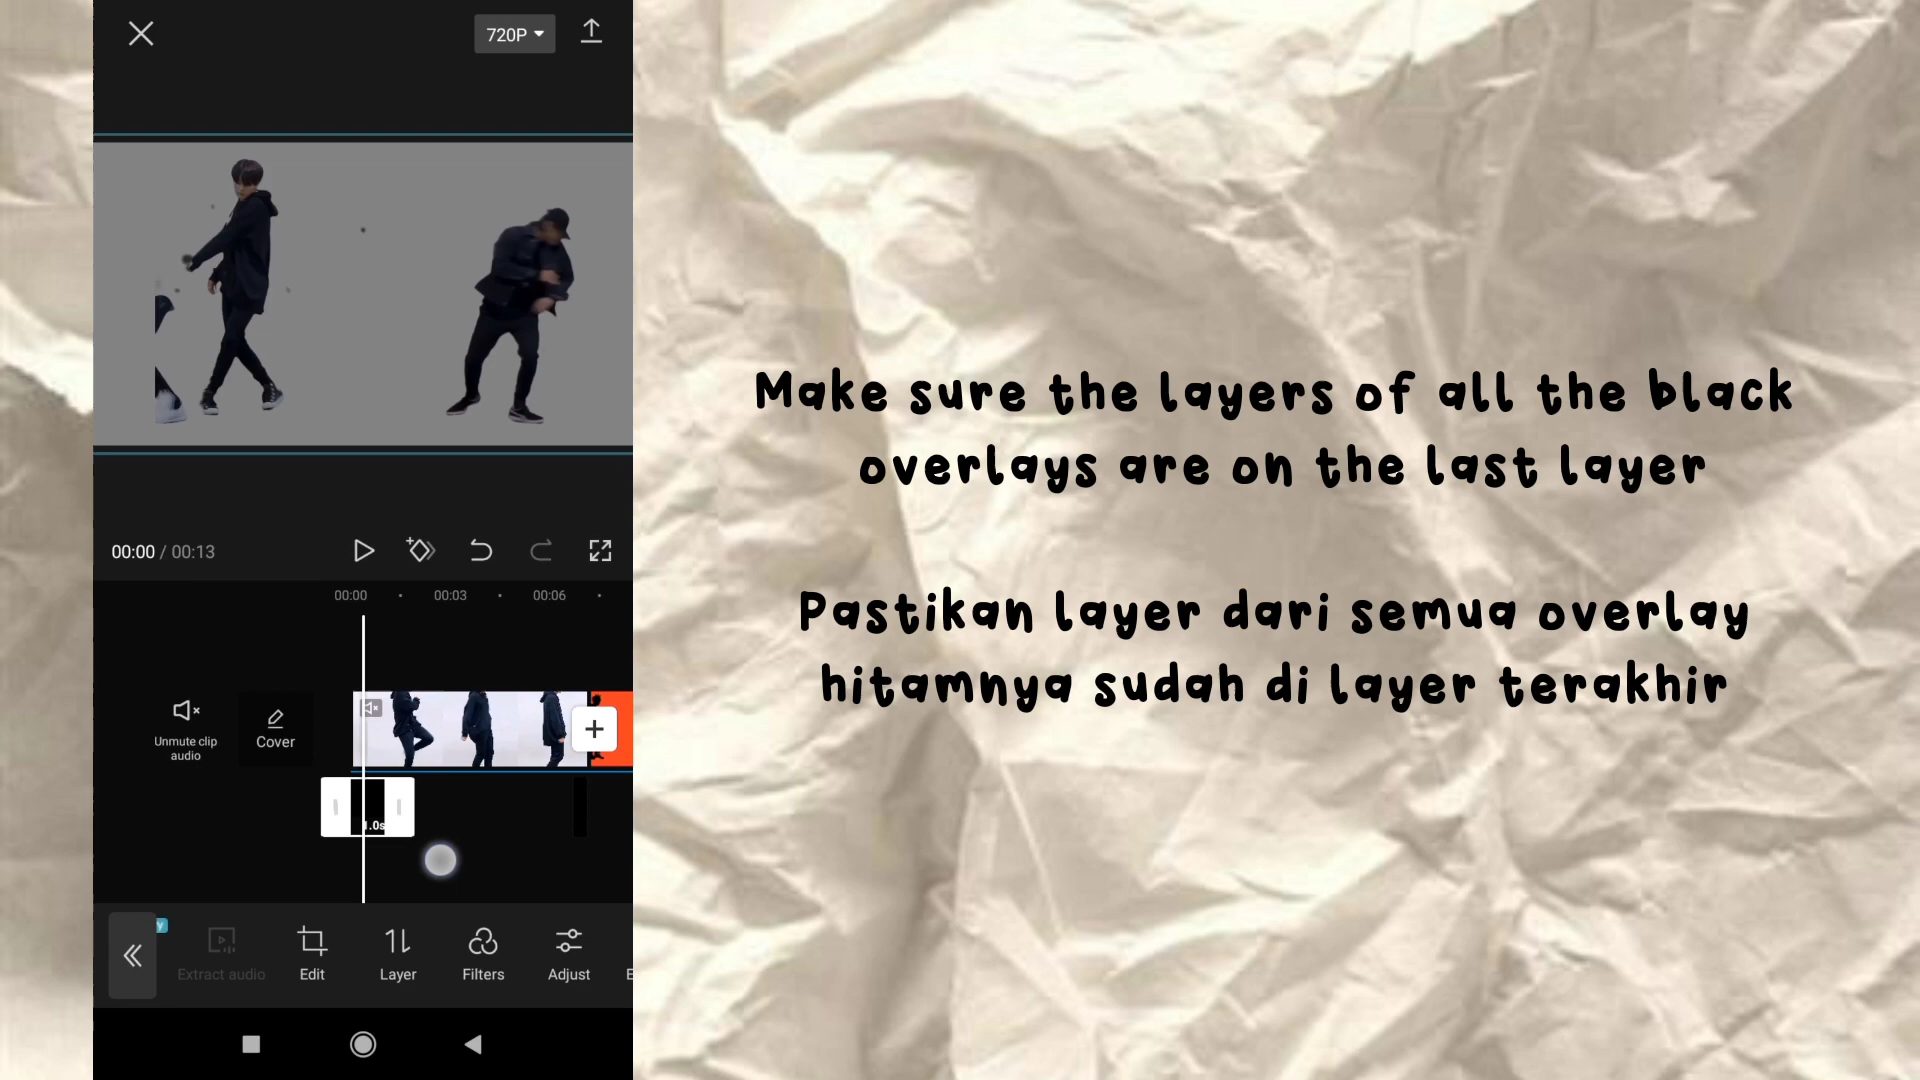 720P
00:00 / 00:13
00:00 00:03 00:06
Unmute clip
audio
Cover
1.0s
Extract audio
Edit
Layer
Filters
Adjust
Make sure the layers of all the black
overlays are on the last layer
Pastikan layer dari semua overlay
hitamnya sudah di layer terakhir